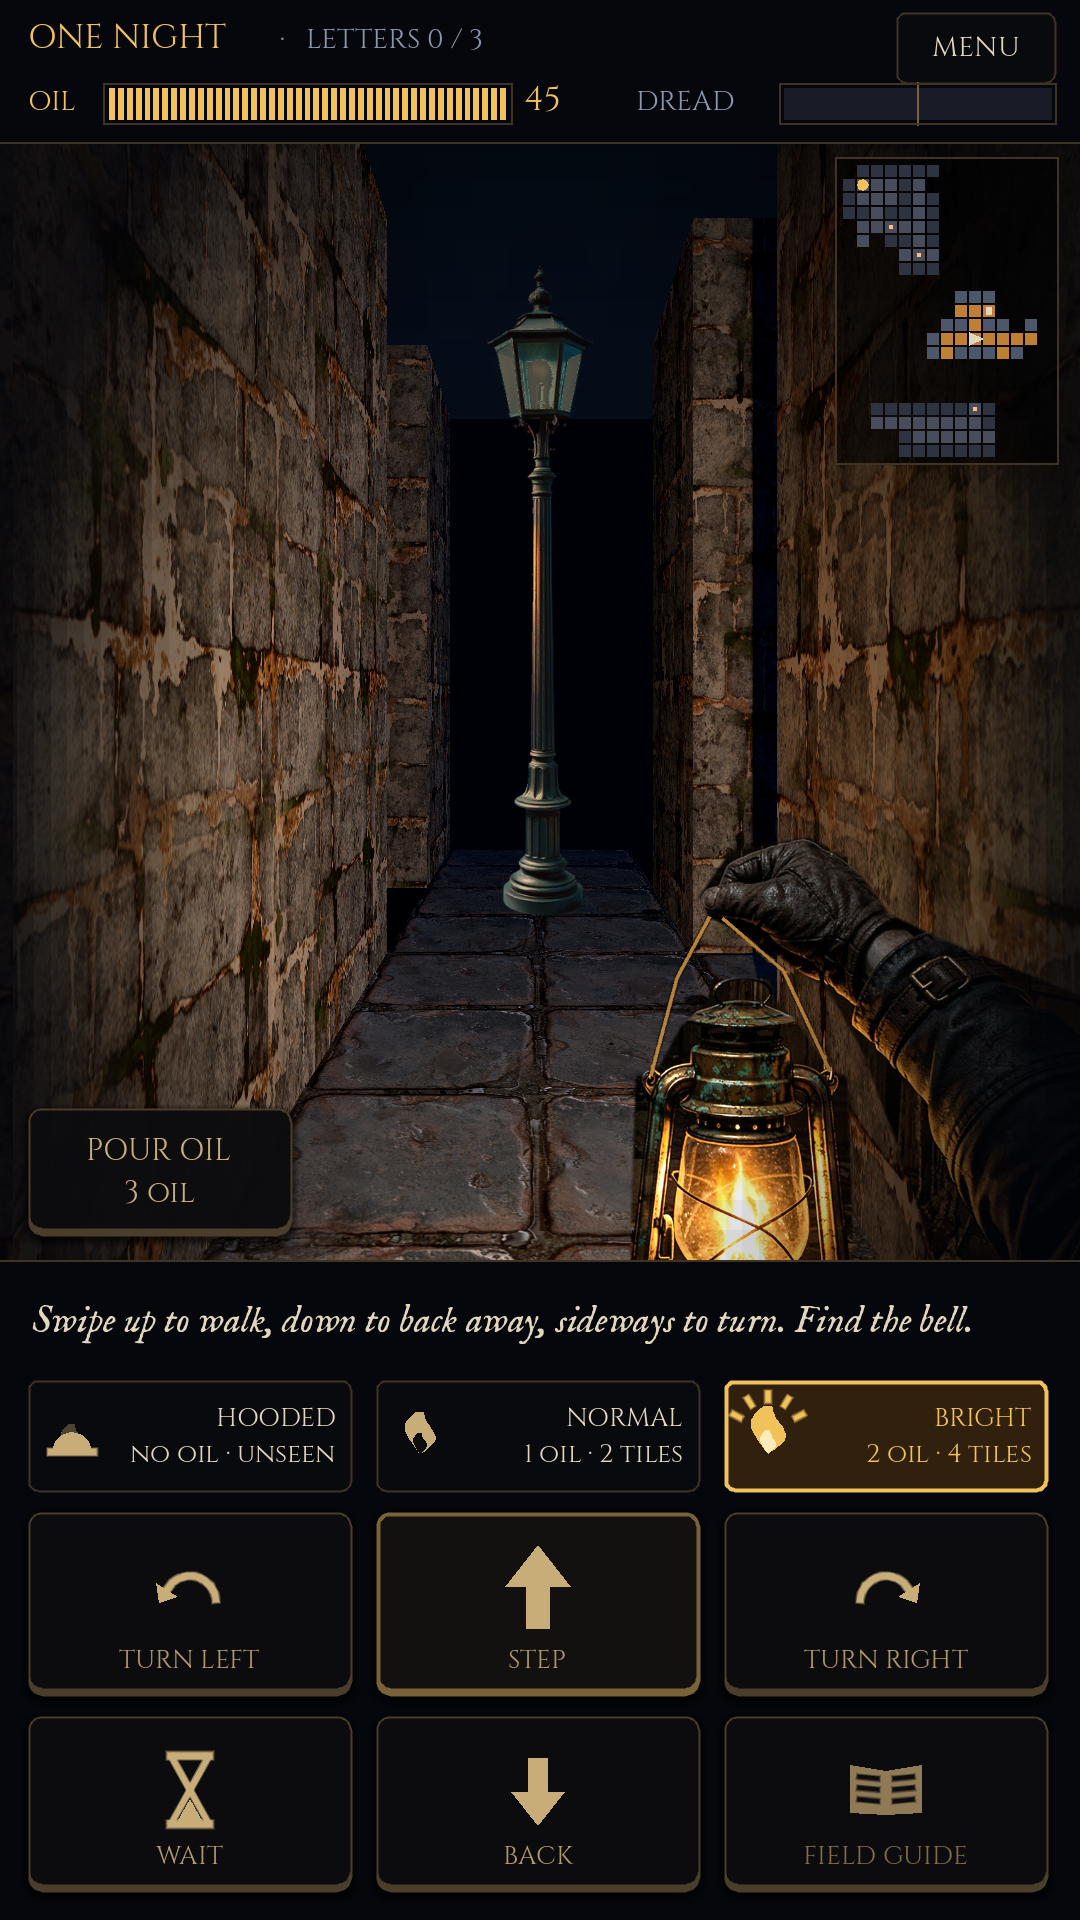 ONE NIGHT · LETTERS 0 / 3
MENU
OIL 45 DREAD
POUR OIL
3 OIL
Swipe up to walk, down to back away, sideways to turn. Find the bell.
HOODED
NO OIL · UNSEEN
NORMAL
1 OIL · 2 TILES
BRIGHT
2 OIL · 4 TILES
TURN LEFT
STEP
TURN RIGHT
WAIT
BACK
FIELD GUIDE